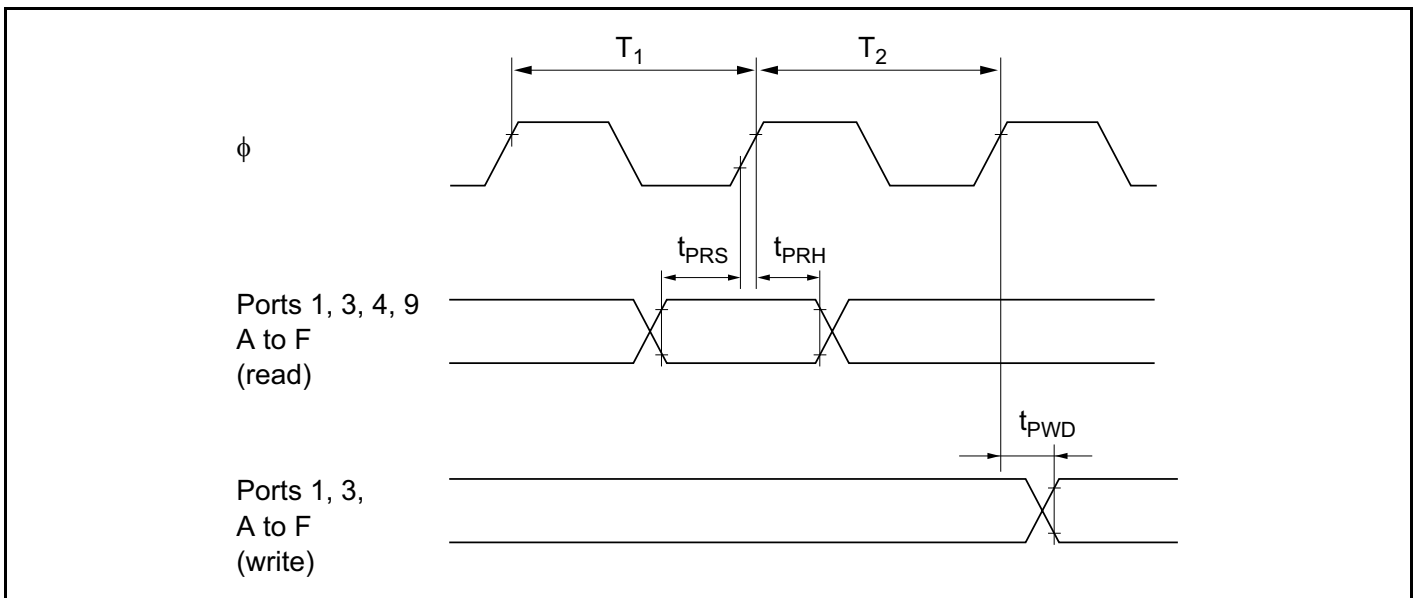 T1
T2
ϕ
tPRS
tPRH
Ports 1, 3, 4, 9
A to F
(read)
tPWD
Ports 1, 3,
A to F
(write)